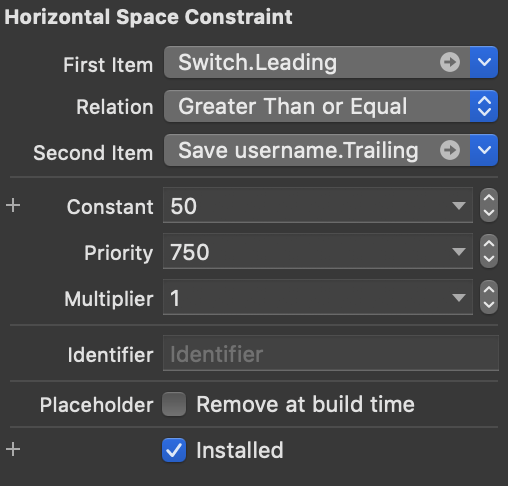 Horizontal Space Constraint
First Item Switch.Leading
Relation Greater Than or Equal
Second Item Save username.Trailing
+ Constant 50
Priority 750
Multiplier 1
Identifier Identifier
Placeholder Remove at build time
+ Installed